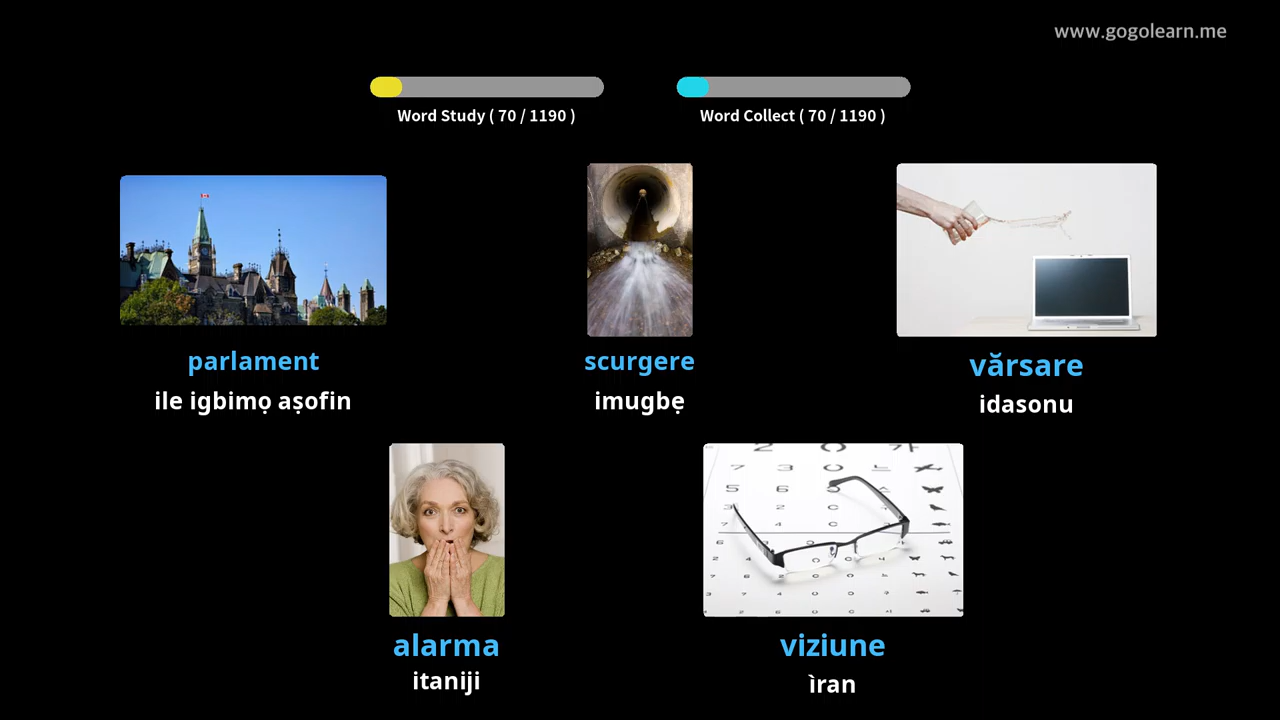 www.gogolearn.me
Word Study ( 70 / 1190 )
Word Collect ( 70 / 1190 )
parlament
ile igbimọ aṣofin
scurgere
imugbẹ
vărsare
idasonu
alarma
itaniji
viziune
ìran